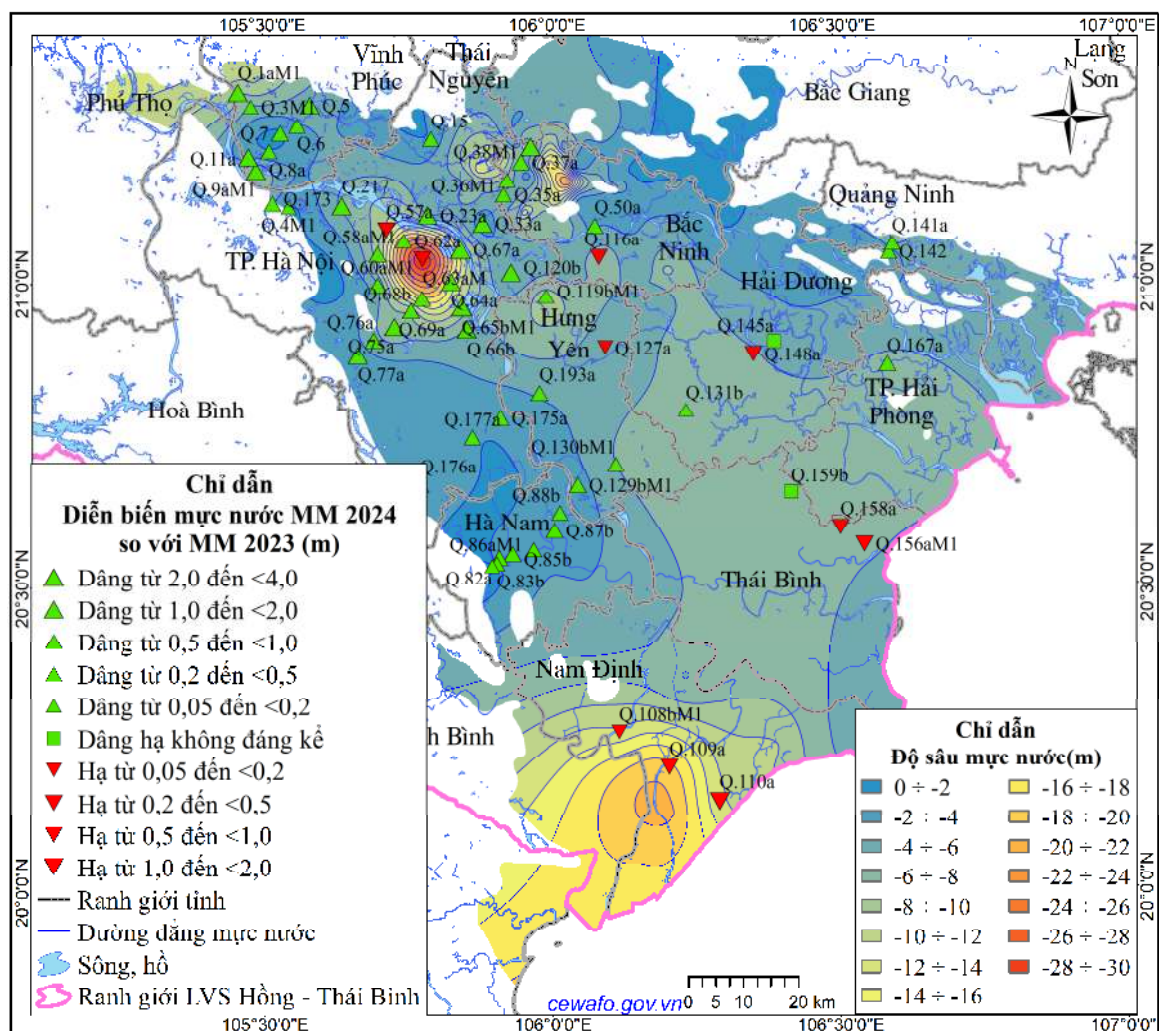 105°30'0"E
106°0'0"E
106°30'0"E
107°0'0"E
Vĩnh
Phúc
Thái
Nguyên
Lạng
Sơn
N
Phú Thọ
Bắc Giang
Q.1aM1
Q.3M1
Q.5
Q.7
Q.6
Q.15
Q.11a
Q.8a
Q.9aM1
Q.38M1
Q.37a
Q.36M1
Q.35a
Quảng Ninh
Q.173
Q.4M1
Q.217
Q.57a
Q.23a
Q.33a
Q.50a
Bắc
Ninh
Q.141a
Q.142
Q.58aM1
Q.62a
Q.67a
Q.116a
TP. Hà Nội
Q.60aM1
Q.63aM
Q.120b
Hải Dương
21°0'0"N
21°0'0"N
Q.68b
Q.64a
Q.119bM1
Hưng
Yên
Q.145a
Q.148a
Q.76a
Q.69a
Q.65bM1
Q.66b
Q.127a
Q.75a
Q.77a
Q.167a
TP. Hải
Phòng
Hoà Bình
Q.193a
Q.131b
Q.177a
Q.175a
Q.130bM1
Q.176a
Q.129bM1
Q.159b
Q.88b
Hà Nam
Q.87b
Q.158a
Q.156aM1
Q.86aM1
Q.85b
Q.82a
Q.83b
Thái Bình
20°30'0"N
20°30'0"N
Nam Định
h Bình
Q.108bM1
Q.109a
Q.110a
20°0'0"N
20°0'0"N
Chỉ dẫn
Diễn biến mực nước MM 2024
so với MM 2023 (m)
Dâng từ 2,0 đến <4,0
Dâng từ 1,0 đến <2,0
Dâng từ 0,5 đến <1,0
Dâng từ 0,2 đến <0,5
Dâng từ 0,05 đến <0,2
Dâng hạ không đáng kể
Hạ từ 0,05 đến <0,2
Hạ từ 0,2 đến <0,5
Hạ từ 0,5 đến <1,0
Hạ từ 1,0 đến <2,0
Ranh giới tỉnh
Đường đẳng mực nước
Sông, hồ
Ranh giới LVS Hồng - Thái Bình
Chỉ dẫn
Độ sâu mực nước(m)
0 ÷ -2
-2 ÷ -4
-4 ÷ -6
-6 ÷ -8
-8 ÷ -10
-10 ÷ -12
-12 ÷ -14
-14 ÷ -16
-16 ÷ -18
-18 ÷ -20
-20 ÷ -22
-22 ÷ -24
-24 ÷ -26
-26 ÷ -28
-28 ÷ -30
cewafo.gov.vn
0 5 10 20 km
105°30'0"E
106°0'0"E
106°30'0"E
107°0'0"E